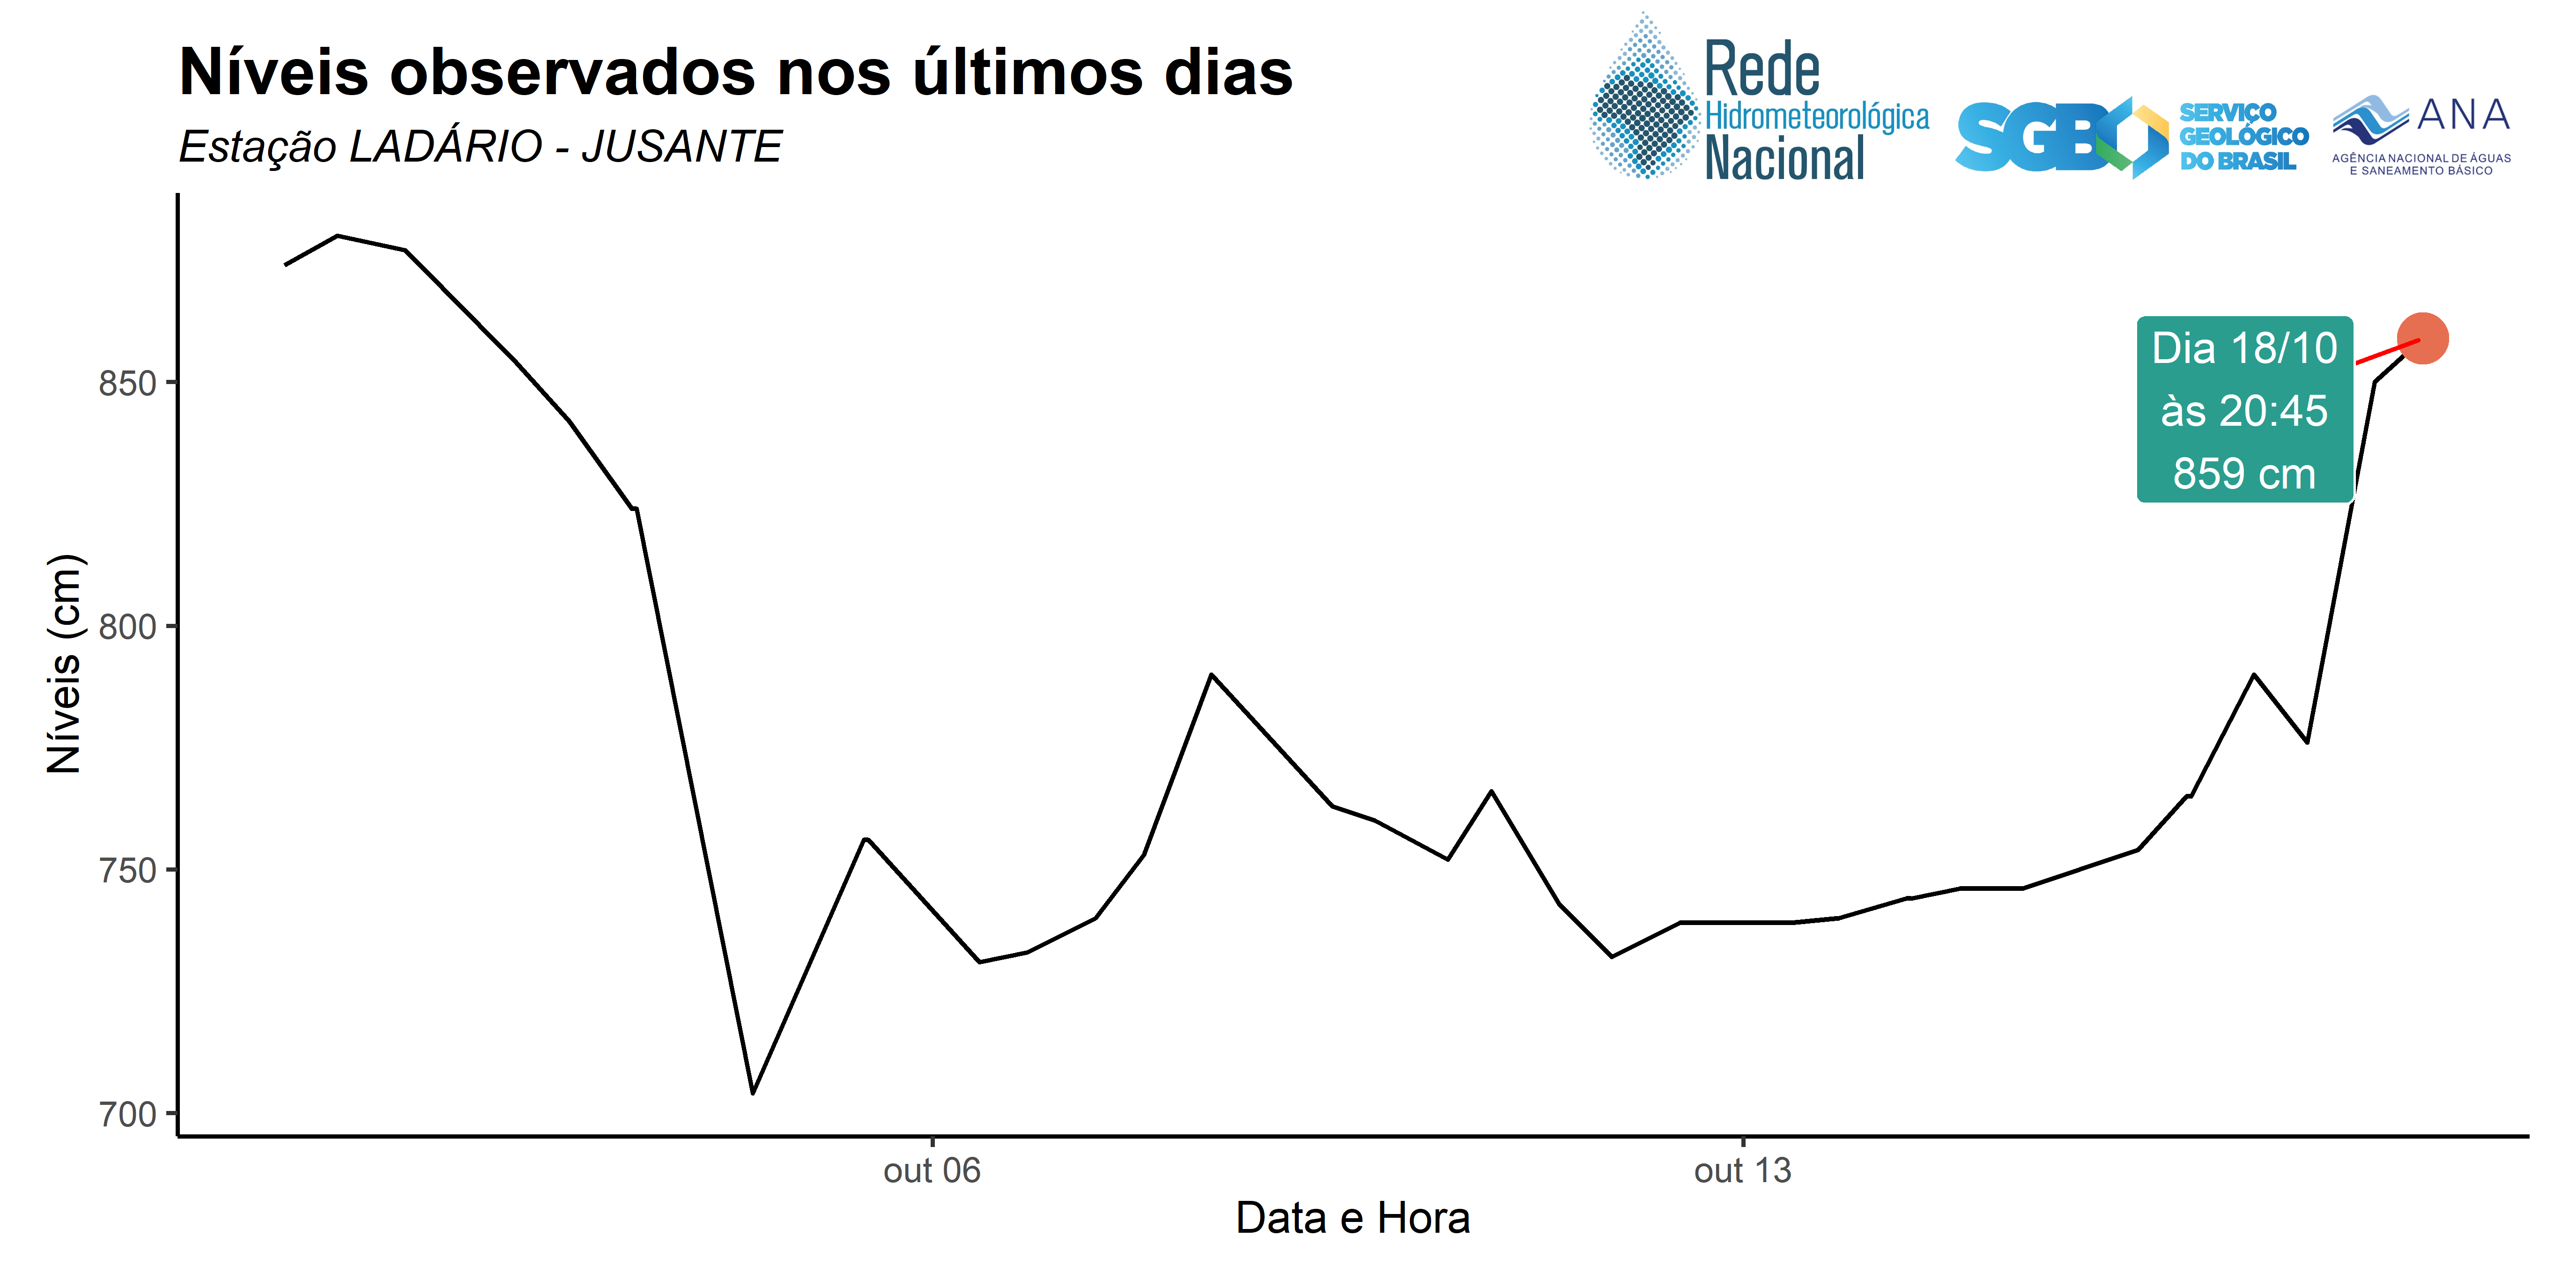 Níveis observados nos últimos dias
Estação LADÁRIO - JUSANTE
Rede
Hidrometeorológica
Nacional
SGB
SERVIÇO
GEOLÓGICO
DO BRASIL
ANA
AGÊNCIA NACIONAL DE ÁGUAS
E SANEAMENTO BÁSICO
Níveis (cm)
850
800
750
700
Dia 18/10
às 20:45
859 cm
out 06
out 13
Data e Hora